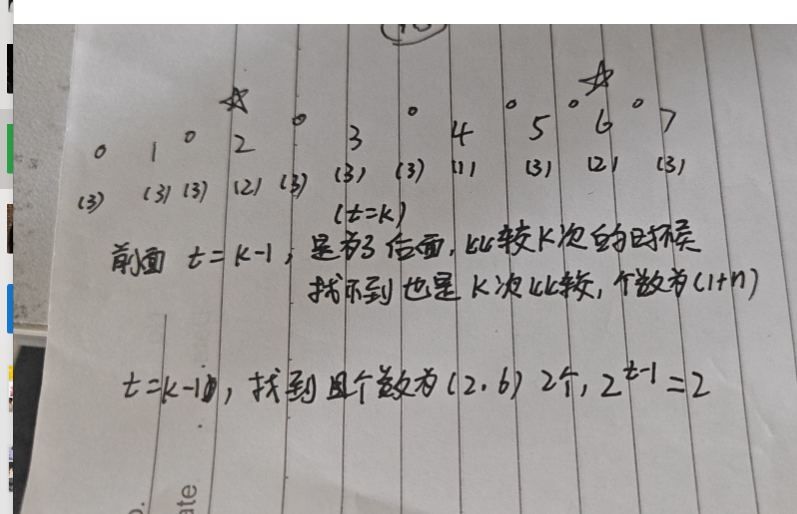 ☆ ☆
0 1 0 2 0 3 0 4 0 5 0 6 0 7
(3) (3) (3) (2) (3) (3) (3) (1) (3) (2) (3)
(t=k)
前面 t=k-1, 是为了后面,比较K次的时候
找不到也是K次比较,个数为(1+n)
t=k-1, 找到且个数为(2.6) 2个, 2^t-1=2
ate